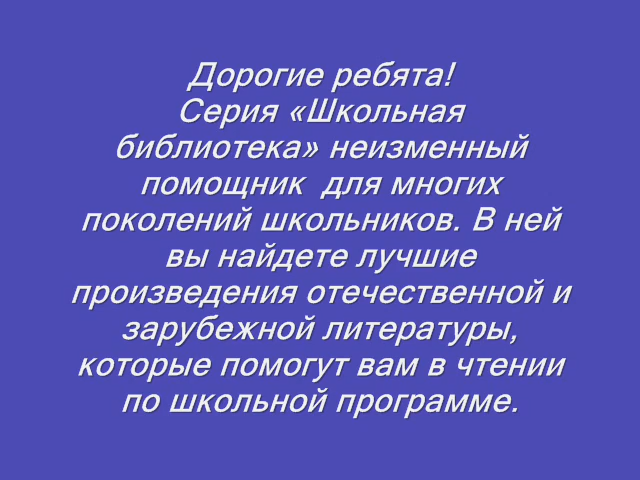 Дорогие ребята!
Серия «Школьная
библиотека» неизменный
помощник  для многих
поколений школьников. В ней
вы найдете лучшие
произведения отечественной и
зарубежной литературы,
которые помогут вам в чтении
по школьной программе.